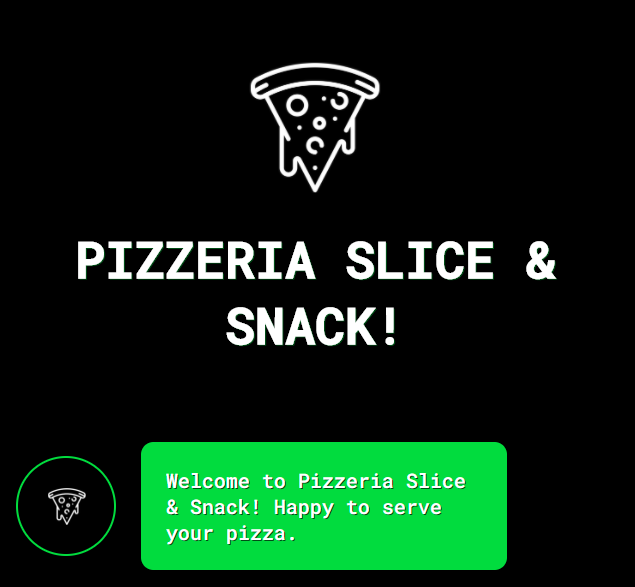 PIZZERIA SLICE &
SNACK!
Welcome to Pizzeria Slice
& Snack! Happy to serve
your pizza.